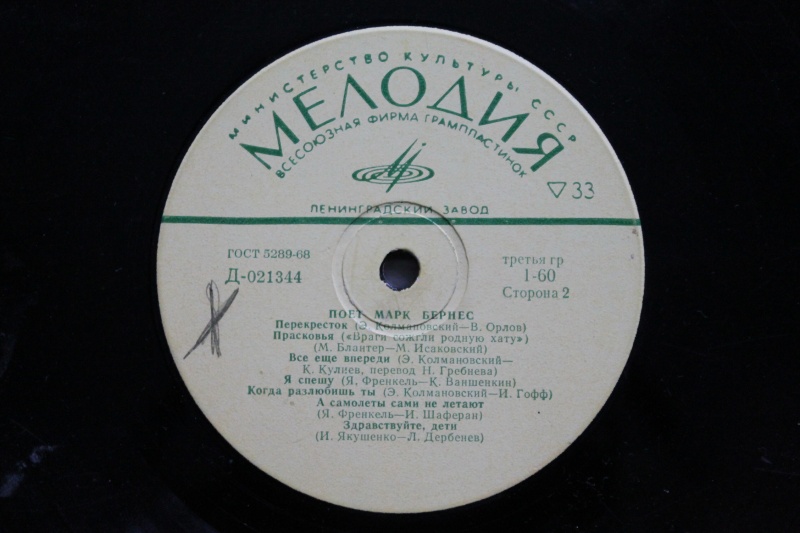 МИНИСТЕРСТВО КУЛЬТУРЫ СССР
МЕЛОДИЯ
ВСЕСОЮЗНАЯ ФИРМА ГРАМПЛАСТИНОК
33
ЛЕНИНГРАДСКИЙ ЗАВОД
ГОСТ 5289-68
третья гр
Д-021344
1-60
Сторона 2
ПОЕТ МАРК БЕРНЕС
Перекресток (Э. Колмановский—В. Орлов)
Прасковья («Враги сожгли родную хату»)
(М. Блантер—М. Исаковский)
Все еще впереди (Э. Колмановский—
К. Кулиев, перевод Н. Гребнева)
Я спешу (Я. Френкель—К. Ваншенкин)
Когда разлюбишь ты (Э. Колмановский—И. Гофф)
А самолеты сами не летают
(Я. Френкель—И. Шаферан)
Здравствуйте, дети
(И. Якушенко—Л. Дербенев)